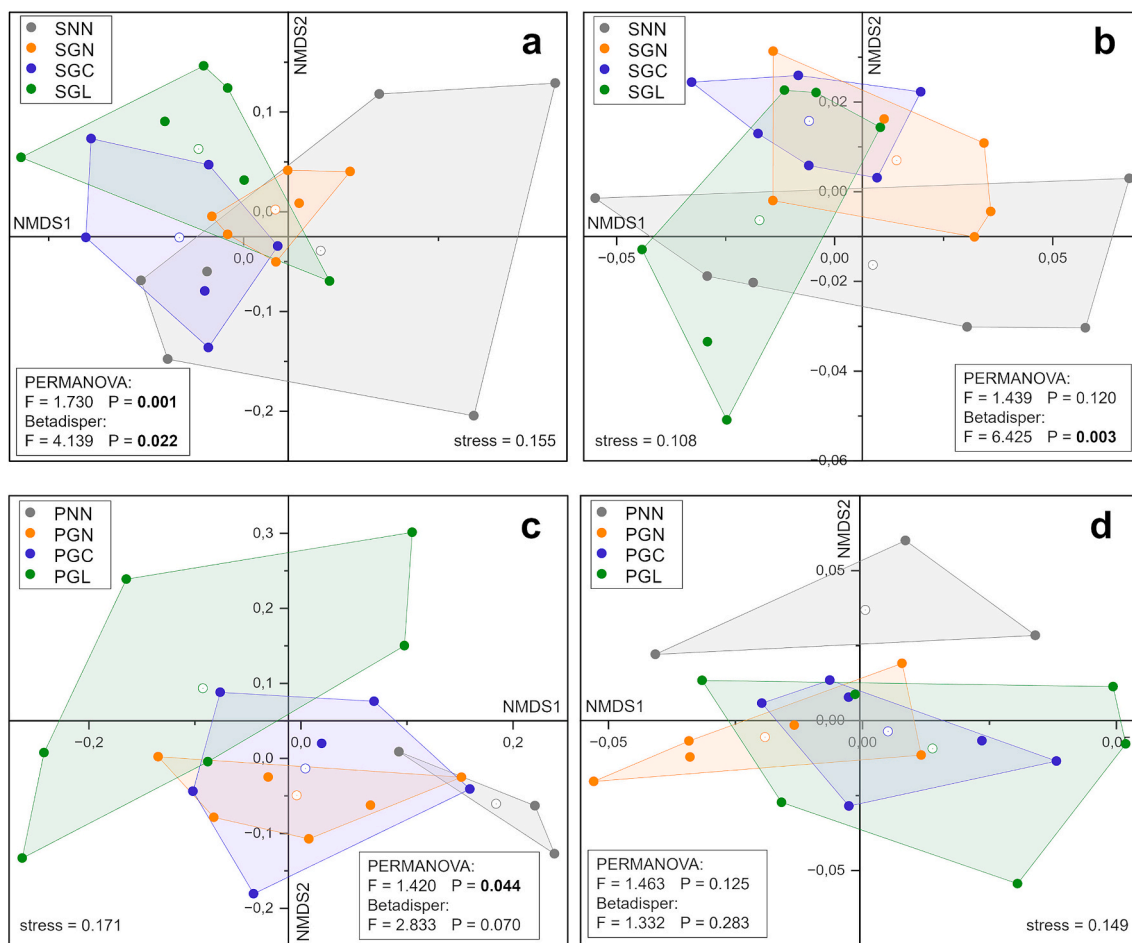 SNN
SGN
SGC
SGL
NMDS2
a
0,1
0,0
NMDS1
0,0
−0,1
−0,2
PERMANOVA:
F = 1.730 P = 0.001
Betadisper:
F = 4.139 P = 0.022
stress = 0.155
SNN
SGN
SGC
SGL
NMDS2
b
0,02
0,00
NMDS1
−0,05
0,00
0,05
−0,02
−0,04
−0,06
stress = 0.108
PERMANOVA:
F = 1.439 P = 0.120
Betadisper:
F = 6.425 P = 0.003
PNN
PGN
PGC
PGL
c
0,3
0,2
0,1
NMDS1
−0,2
0,0
0,2
0,0
−0,1
−0,2
NMDS2
stress = 0.171
PERMANOVA:
F = 1.420 P = 0.044
Betadisper:
F = 2.833 P = 0.070
PNN
PGN
PGC
PGL
NMDS2
d
0,05
NMDS1
0,00
−0,05
0,00
0,05
−0,05
PERMANOVA:
F = 1.463 P = 0.125
Betadisper:
F = 1.332 P = 0.283
stress = 0.149